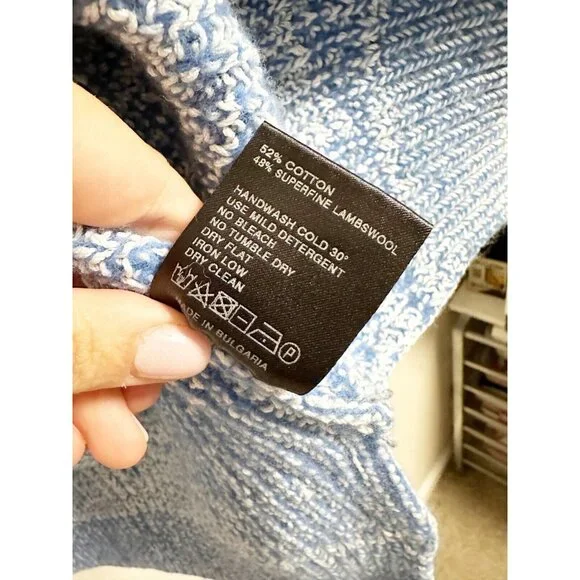 52% COTTON
48% SUPERFINE LAMBSWOOL
HANDWASH COLD 30°
USE MILD DETERGENT
NO BLEACH
NO TUMBLE DRY
DRY FLAT
IRON LOW
DRY CLEAN
P
MADE IN BULGARIA